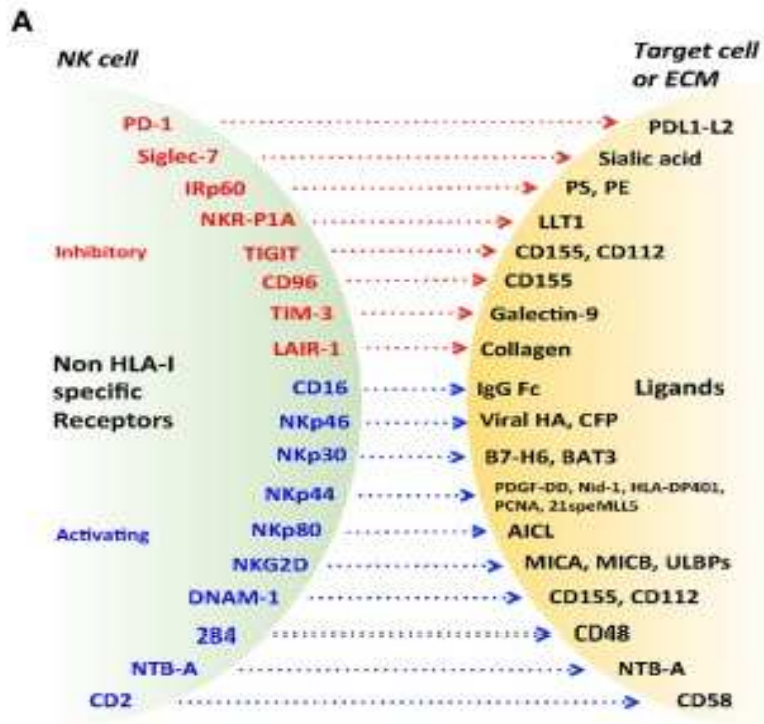 A
NK cell
Target cell
or ECM
PD-1 PDL1-L2
Siglec-7 Sialic acid
IRp60 PS, PE
NKR-P1A LLT1
Inhibitory TIGIT CD155, CD112
CD96 CD155
TIM-3 Galectin-9
LAIR-1 Collagen
Non HLA-I
specific
Receptors
CD16 IgG Fc Ligands
NKp46 Viral HA, CFP
NKp30 B7-H6, BAT3
NKp44 PDGF-DD, Nid-1, HLA-DP401,
PCNA, 21speMLL5
Activating NKp80 AICL
NKG2D MICA, MICB, ULBPs
DNAM-1 CD155, CD112
2B4 CD48
NTB-A NTB-A
CD2 CD58